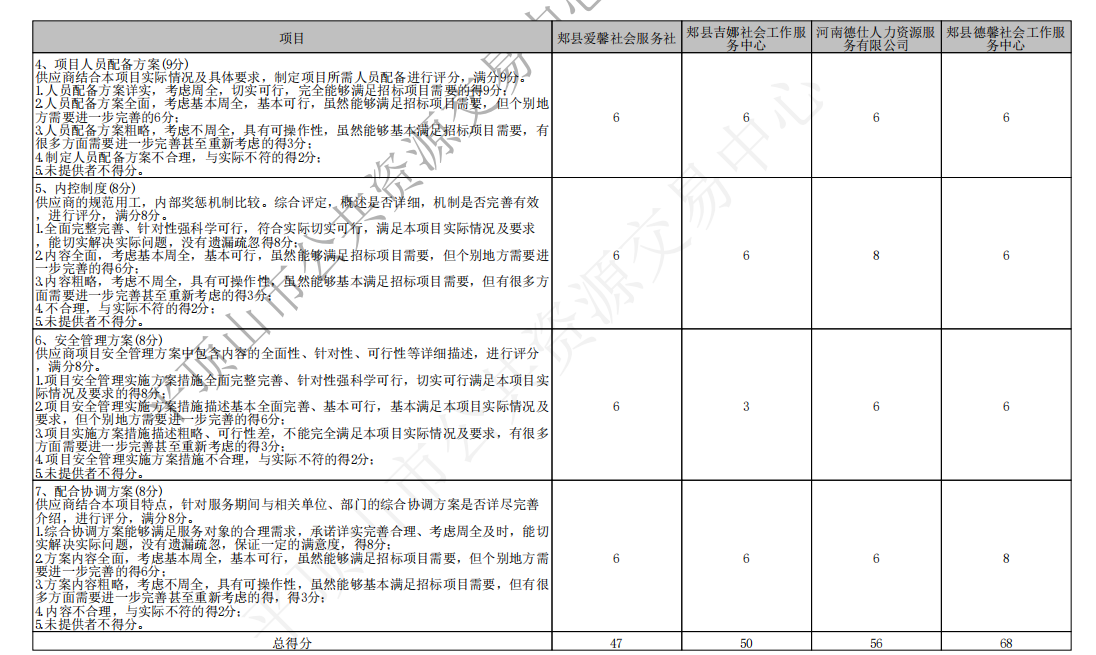 项目
郏县爱馨社会服务社
郏县吉娜社会工作服
务中心
河南德仕人力资源服
务有限公司
郏县德馨社会工作服
务中心
4、项目人员配备方案(9分)
供应商结合本项目实际情况及具体要求，制定项目所需人员配备进行评分，满分9分。
1.人员配备方案详实，考虑周全，切实可行，完全能够满足招标项目需要的得9分；
2.人员配备方案全面，考虑基本周全，基本可行，虽然能够满足招标项目需要，但个别地
方需要进一步完善的6分；
3.人员配备方案粗略，考虑不周全，具有可操作性，虽然能够基本满足招标项目需要，有
很多方面需要进一步完善甚至重新考虑的得3分；
4.制定人员配备方案不合理，与实际不符的得2分；
5.未提供者不得分。
6
6
6
6
5、内控制度(8分)
供应商的规范用工，内部奖惩机制比较。综合评定，概述是否详细，机制是否完善有效
，进行评分，满分8分。
1.全面完整完善、针对性强科学可行，符合实际切实可行，满足本项目实际情况及要求
，能切实解决实际问题，没有遗漏疏忽得8分；
2.内容全面，考虑基本周全，基本可行，虽然能够满足招标项目需要，但个别地方需要进
一步完善的得6分；
3.内容粗略，考虑不周全，具有可操作性，虽然能够基本满足招标项目需要，但有很多方
面需要进一步完善甚至重新考虑的得3分；
4.不合理，与实际不符的得2分；
5.未提供者不得分。
6
6
8
6
6、安全管理方案(8分)
供应商项目安全管理方案中包含内容的全面性、针对性、可行性等详细描述，进行评分
，满分8分。
1.项目安全管理实施方案措施全面完整完善、针对性强科学可行，切实可行满足本项目实
际情况及要求的得8分；
2.项目安全管理实施方案措施描述基本全面完善、基本可行，基本满足本项目实际情况及
要求，但个别地方需要进一步完善的得6分；
3.项目实施方案措施描述粗略、可行性差，不能完全满足本项目实际情况及要求，有很多
方面需要进一步完善甚至重新考虑的得3分；
4.项目安全管理实施方案措施不合理，与实际不符的得2分；
5.未提供者不得分。
6
3
6
6
7、配合协调方案(8分)
供应商结合本项目特点，针对服务期间与相关单位、部门的综合协调方案是否详尽完善
介绍，进行评分，满分8分。
1.综合协调方案能够满足服务对象的合理需求，承诺详实完善合理、考虑周全及时，能切
实解决实际问题，没有遗漏疏忽，保证一定的满意度，得8分；
2.方案内容全面，考虑基本周全，基本可行，虽然能够满足招标项目需要，但个别地方需
要进一步完善的得6分；
3.方案内容粗略，考虑不周全，具有可操作性，虽然能够基本满足招标项目需要，但有很
多方面需要进一步完善甚至重新考虑的得，得3分；
4.内容不合理，与实际不符的得2分；
5.未提供者不得分。
6
6
6
8
总得分
47
50
56
68
平顶山市公共资源交易中心
平顶山市公共资源交易中心